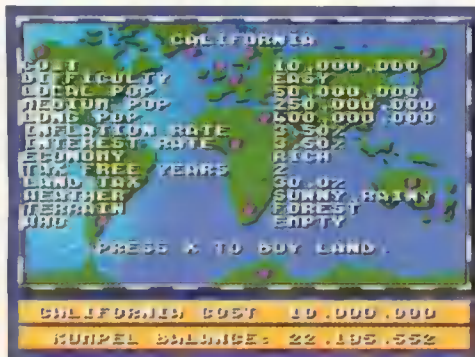 CALIFORNIA
COST 10.000.000
DIFFICULTY EASY
LOCAL POP 50.000.000
MEDIUM POP 250.000.000
LONG POP 600.000.000
INFLATION RATE 3.50%
INTEREST RATE 3.50%
ECONOMY RICH
TAX FREE YEARS 2
LAND TAX 30.0%
WEATHER SUNNY, RAINY
TERRAIN FOREST
EMPTY
PRESS X TO BUY LAND.
CALIFORNIA COST 10.000.000
KUMPEL BALANCE: 22.105.552